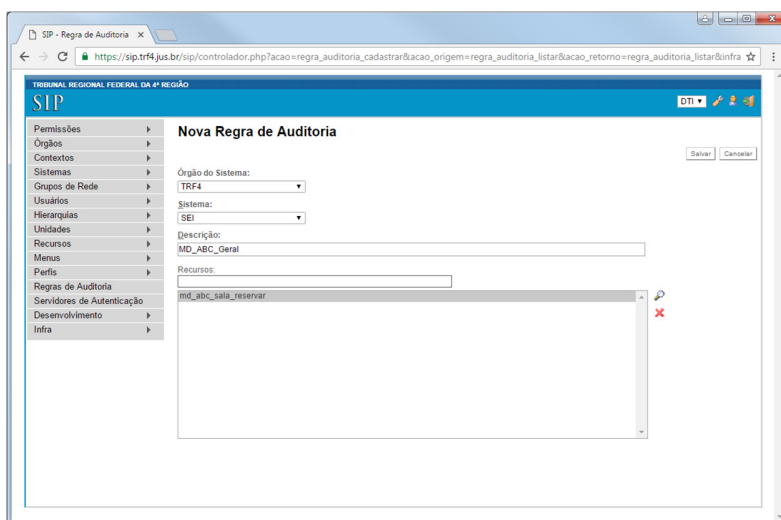 SIP - Regra de Auditoria
https://sip.trf4.jus.br/sip/controlador.php?acao=regra_auditoria_cadastrar&acao_origem=regra_auditoria_listar&acao_retorno=regra_auditoria_listar&infra
TRIBUNAL REGIONAL FEDERAL DA 4ª REGIÃO
SIP
DTI
Permissões
Órgãos
Contextos
Sistemas
Grupos de Rede
Usuários
Hierarquias
Unidades
Recursos
Menus
Perfis
Regras de Auditoria
Servidores de Autenticação
Desenvolvimento
Infra
Nova Regra de Auditoria
Salvar Cancelar
Órgão do Sistema:
TRF4
Sistema:
SEI
Descrição:
MD_ABC_Geral
Recursos:
md_abc_sala_reservar